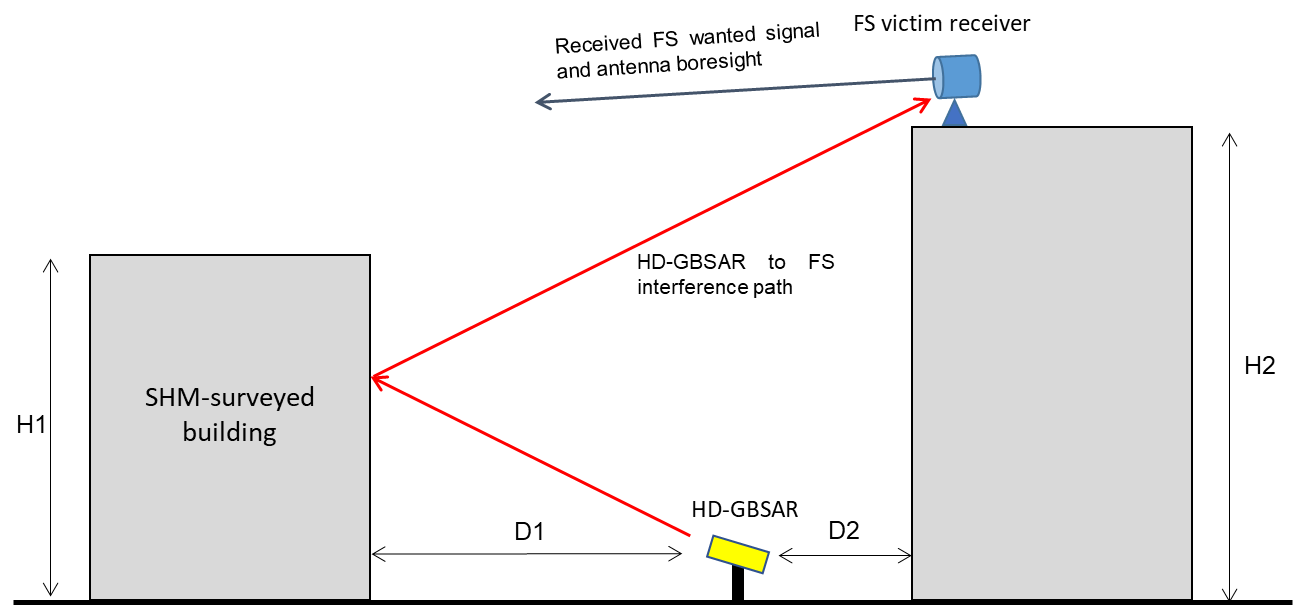 FS victim receiver
Received FS wanted signal
and antenna boresight
HD-GBSAR to FS
interference path
SHM-surveyed
building
H1
H2
HD-GBSAR
D1
D2